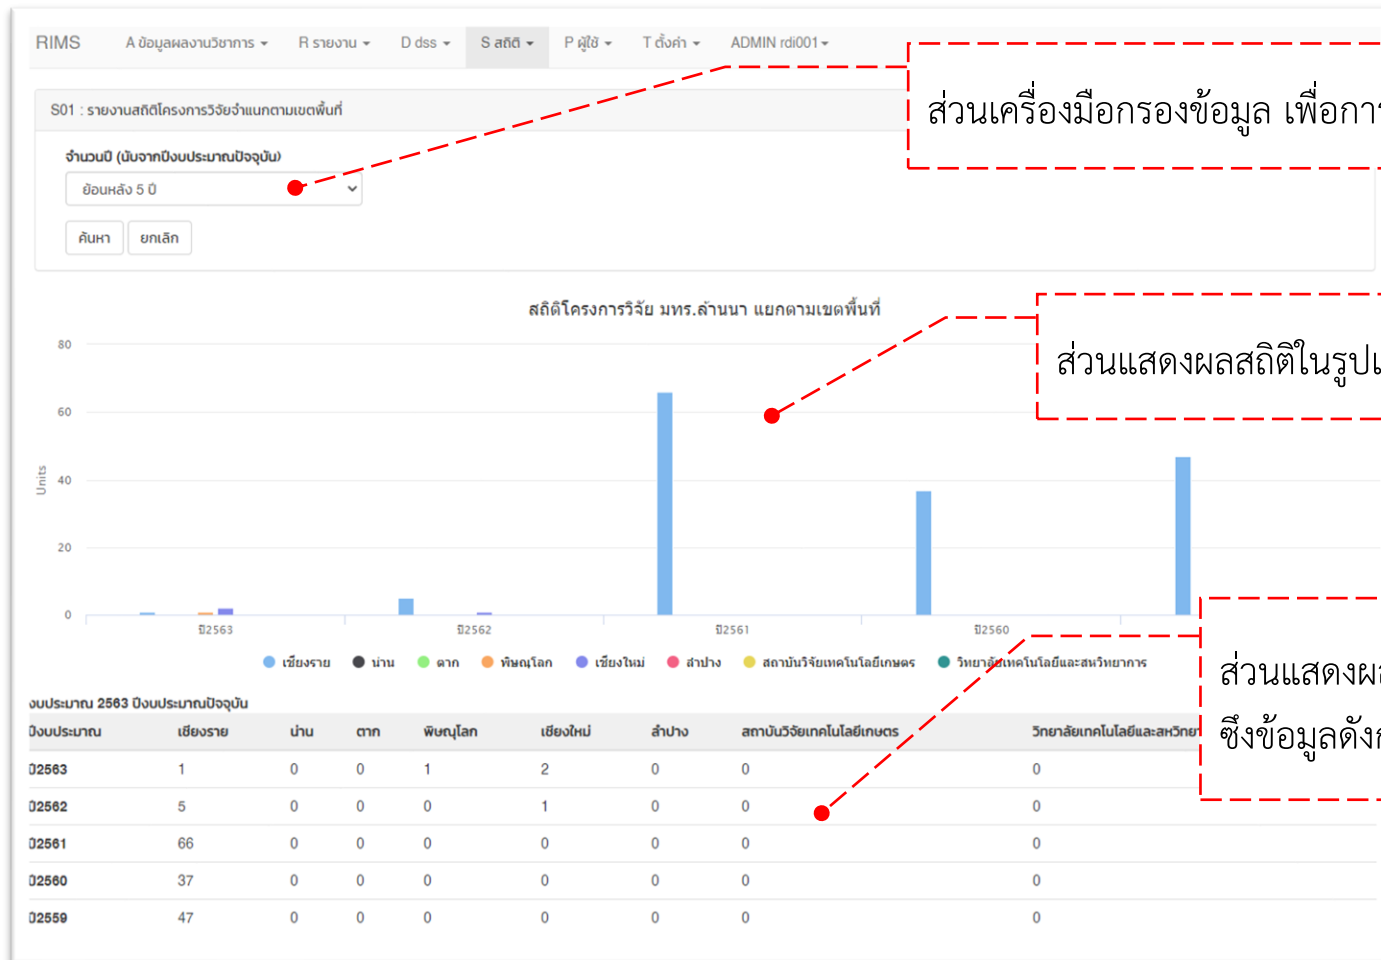 RIMS A ข้อมูลผลงานวิชาการ R รายงาน D dss S สถิติ P ผู้ใช้ T ตั้งค่า ADMIN rdi001
ส่วนเครื่องมือกรองข้อมูล เพื่อการ
S01 : รายงานสถิติโครงการวิจัยจำแนกตามเขตพื้นที่
จำนวนปี (นับจากปีงบประมาณปัจจุบัน)
ย้อนหลัง 5 ปี
ค้นหา ยกเลิก
สถิติโครงการวิจัย มทร.ล้านนา แยกตามเขตพื้นที่
ส่วนแสดงผลสถิติในรูปแ
80
60
40
20
0
Units
ปี2563 ปี2562 ปี2561 ปี2560
เชียงราย น่าน ตาก พิษณุโลก เชียงใหม่ ลำปาง สถาบันวิจัยเทคโนโลยีเกษตร วิทยาลัยเทคโนโลยีและสหวิทยาการ
ส่วนแสดงผล
ซึ่งข้อมูลดังก
งบประมาณ 2563 ปีงบประมาณปัจจุบัน
ปีงบประมาณ เชียงราย น่าน ตาก พิษณุโลก เชียงใหม่ ลำปาง สถาบันวิจัยเทคโนโลยีเกษตร วิทยาลัยเทคโนโลยีและสหวิทยา
ปี2563 1 0 0 1 2 0 0 0
ปี2562 5 0 0 0 1 0 0 0
ปี2561 66 0 0 0 0 0 0 0
ปี2560 37 0 0 0 0 0 0 0
ปี2559 47 0 0 0 0 0 0 0